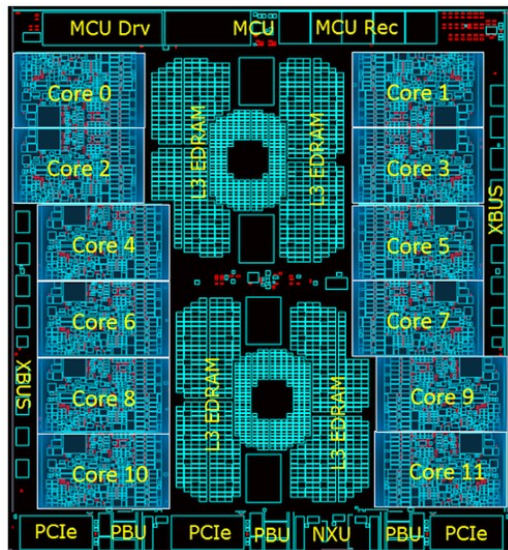 MCU Drv MCU MCU Rec
Core 0
Core 1
Core 2
Core 3
L3 EDRAM
L3 EDRAM
XBUS
Core 4
Core 5
Core 6
Core 7
XBUS
L3 EDRAM
L3 EDRAM
Core 8
Core 9
Core 10
Core 11
PCIe PBU PCIe PBU NXU PBU PCIe